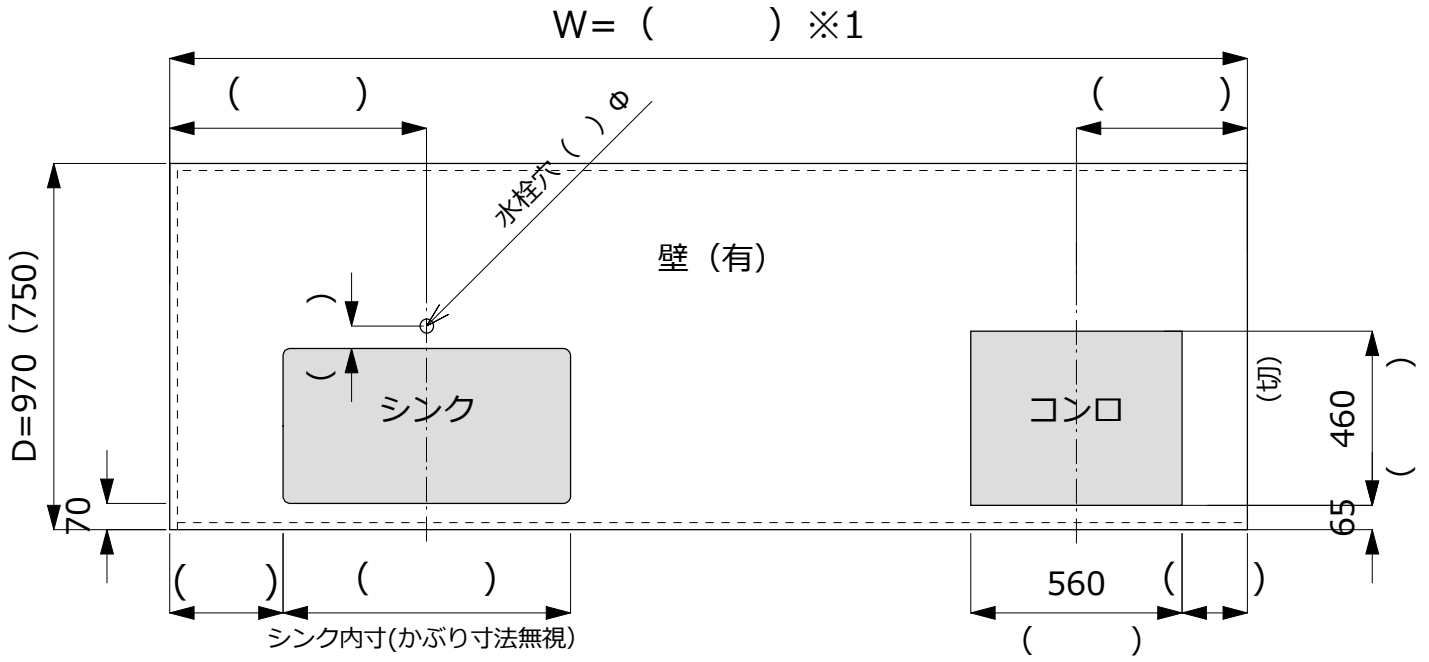 W=（　　　）※1
（　　　）
（　　　）
水栓穴（　）Φ
壁（有）
D=970（750）
（　）
シンク
コンロ
(切)
460
（　　　）
70
65
（　　　）
（　　　）
560
（　　　）
シンク内寸(かぶり寸法無視）
（　　　）